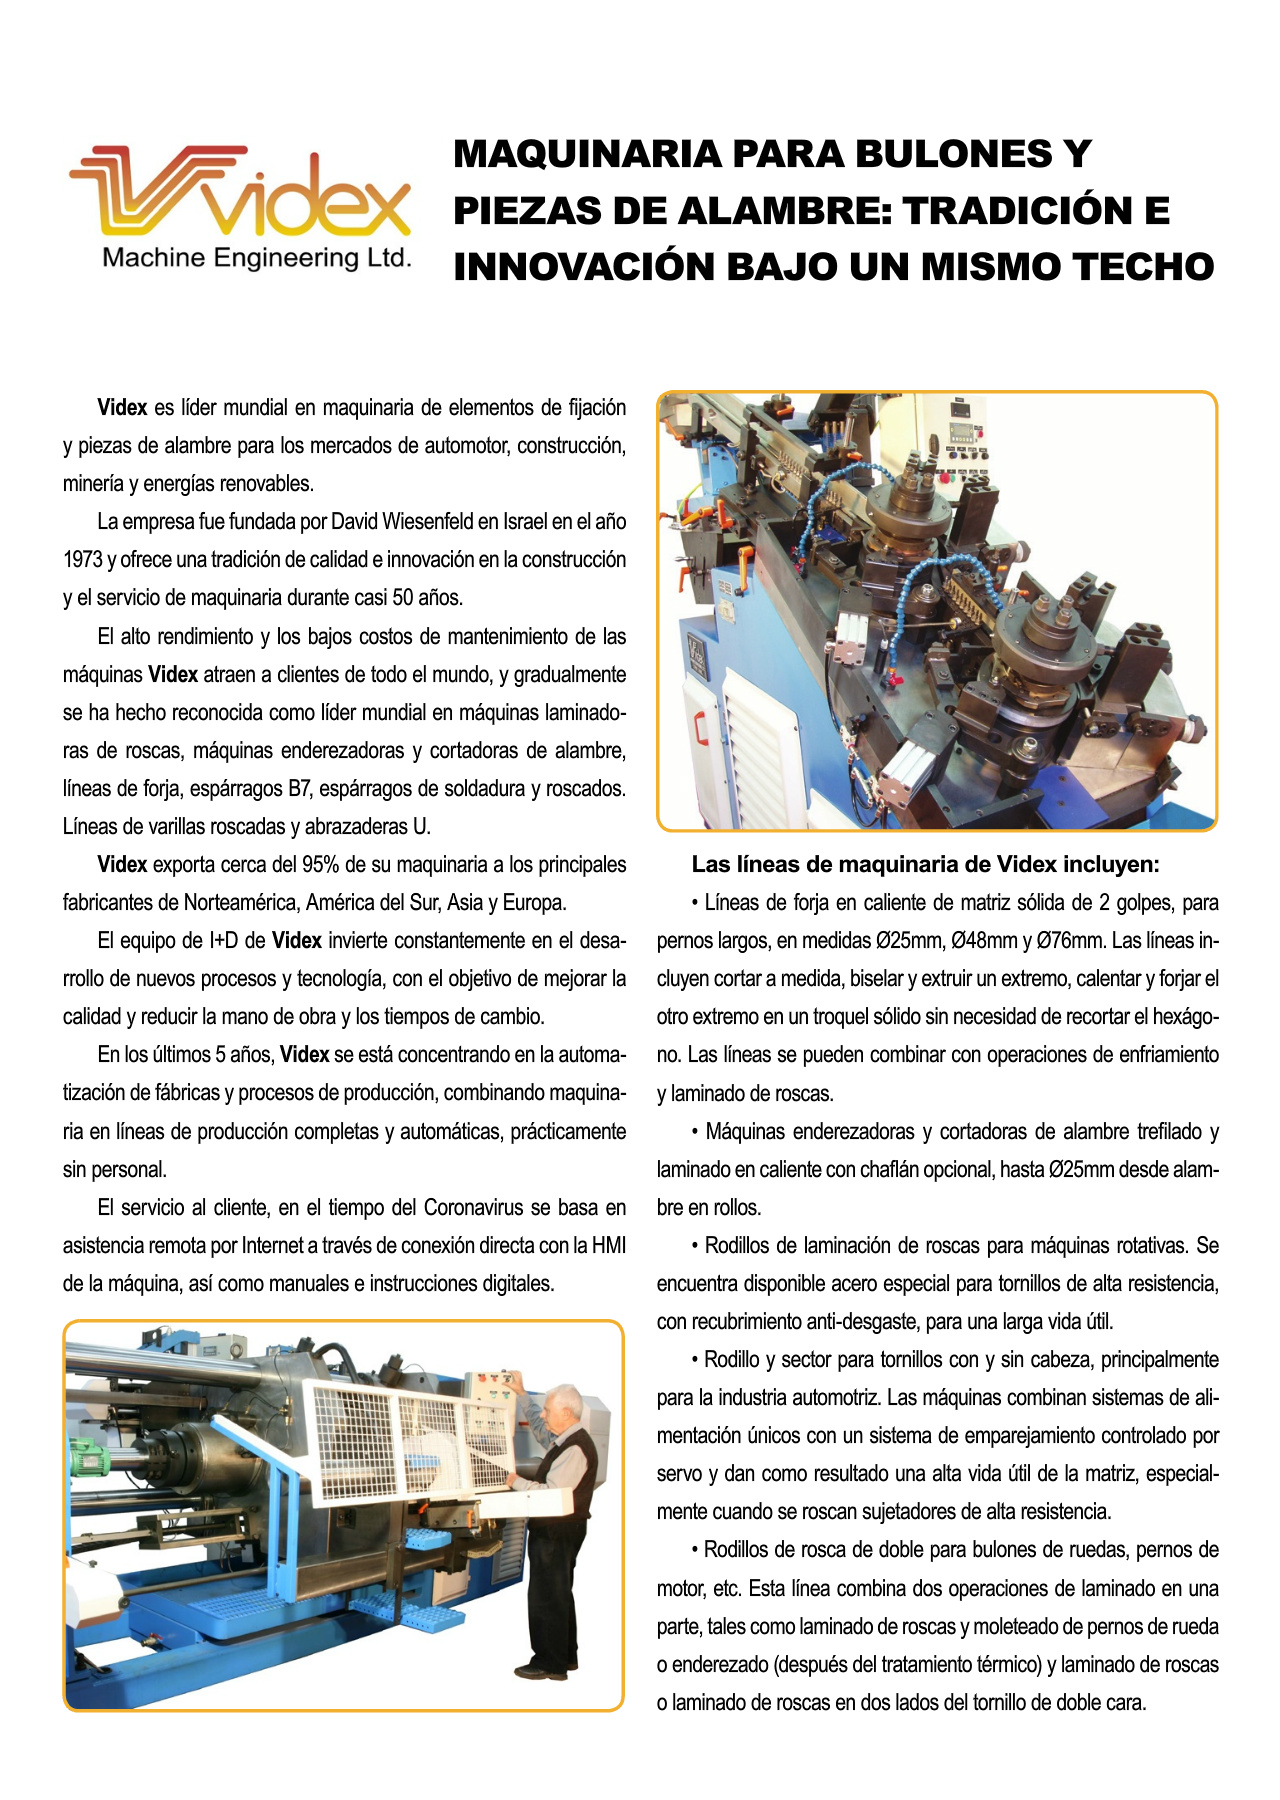 Videx
Machine Engineering Ltd.
MAQUINARIA PARA BULONES Y
PIEZAS DE ALAMBRE: TRADICIÓN E
INNOVACIÓN BAJO UN MISMO TECHO
Videx es líder mundial en maquinaria de elementos de fijación
y piezas de alambre para los mercados de automotor, construcción,
minería y energías renovables.
La empresa fue fundada por David Wiesenfeld en Israel en el año
1973 y ofrece una tradición de calidad e innovación en la construcción
y el servicio de maquinaria durante casi 50 años.
El alto rendimiento y los bajos costos de mantenimiento de las
máquinas Videx atraen a clientes de todo el mundo, y gradualmente
se ha hecho reconocida como líder mundial en máquinas laminado-
ras de roscas, máquinas enderezadoras y cortadoras de alambre,
líneas de forja, espárragos B7, espárragos de soldadura y roscados.
Líneas de varillas roscadas y abrazaderas U.
Videx exporta cerca del 95% de su maquinaria a los principales
fabricantes de Norteamérica, América del Sur, Asia y Europa.
El equipo de I+D de Videx invierte constantemente en el desa-
rrollo de nuevos procesos y tecnología, con el objetivo de mejorar la
calidad y reducir la mano de obra y los tiempos de cambio.
En los últimos 5 años, Videx se está concentrando en la automa-
tización de fábricas y procesos de producción, combinando maquina-
ria en líneas de producción completas y automáticas, prácticamente
sin personal.
El servicio al cliente, en el tiempo del Coronavirus se basa en
asistencia remota por Internet a través de conexión directa con la HMI
de la máquina, así como manuales e instrucciones digitales.
Las líneas de maquinaria de Videx incluyen:
• Líneas de forja en caliente de matriz sólida de 2 golpes, para
pernos largos, en medidas Ø25mm, Ø48mm y Ø76mm. Las líneas in-
cluyen cortar a medida, biselar y extruir un extremo, calentar y forjar el
otro extremo en un troquel sólido sin necesidad de recortar el hexágo-
no. Las líneas se pueden combinar con operaciones de enfriamiento
y laminado de roscas.
• Máquinas enderezadoras y cortadoras de alambre trefilado y
laminado en caliente con chaflán opcional, hasta Ø25mm desde alam-
bre en rollos.
• Rodillos de laminación de roscas para máquinas rotativas. Se
encuentra disponible acero especial para tornillos de alta resistencia,
con recubrimiento anti-desgaste, para una larga vida útil.
• Rodillo y sector para tornillos con y sin cabeza, principalmente
para la industria automotriz. Las máquinas combinan sistemas de ali-
mentación únicos con un sistema de emparejamiento controlado por
servo y dan como resultado una alta vida útil de la matriz, especial-
mente cuando se roscan sujetadores de alta resistencia.
• Rodillos de rosca de doble para bulones de ruedas, pernos de
motor, etc. Esta línea combina dos operaciones de laminado en una
parte, tales como laminado de roscas y moleteado de pernos de rueda
o enderezado (después del tratamiento térmico) y laminado de roscas
o laminado de roscas en dos lados del tornillo de doble cara.